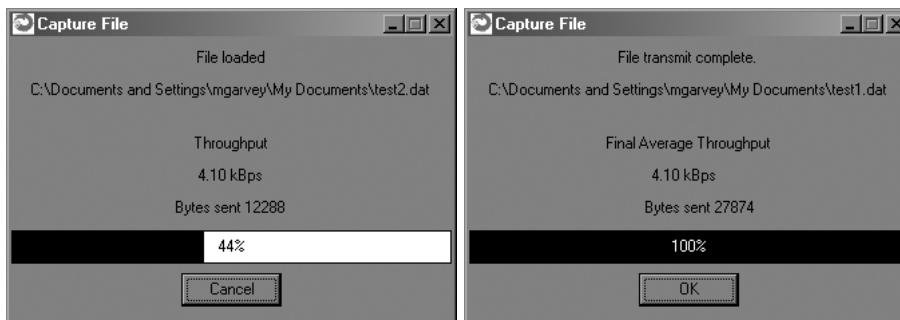 Capture File
File loaded
C:\Documents and Settings\mgarvey\My Documents\test2.dat
Throughput
4.10 kBps
Bytes sent 12288
44%
Cancel
Capture File
File transmit complete.
C:\Documents and Settings\mgarvey\My Documents\test1.dat
Final Average Throughput
4.10 kBps
Bytes sent 27874
100%
OK